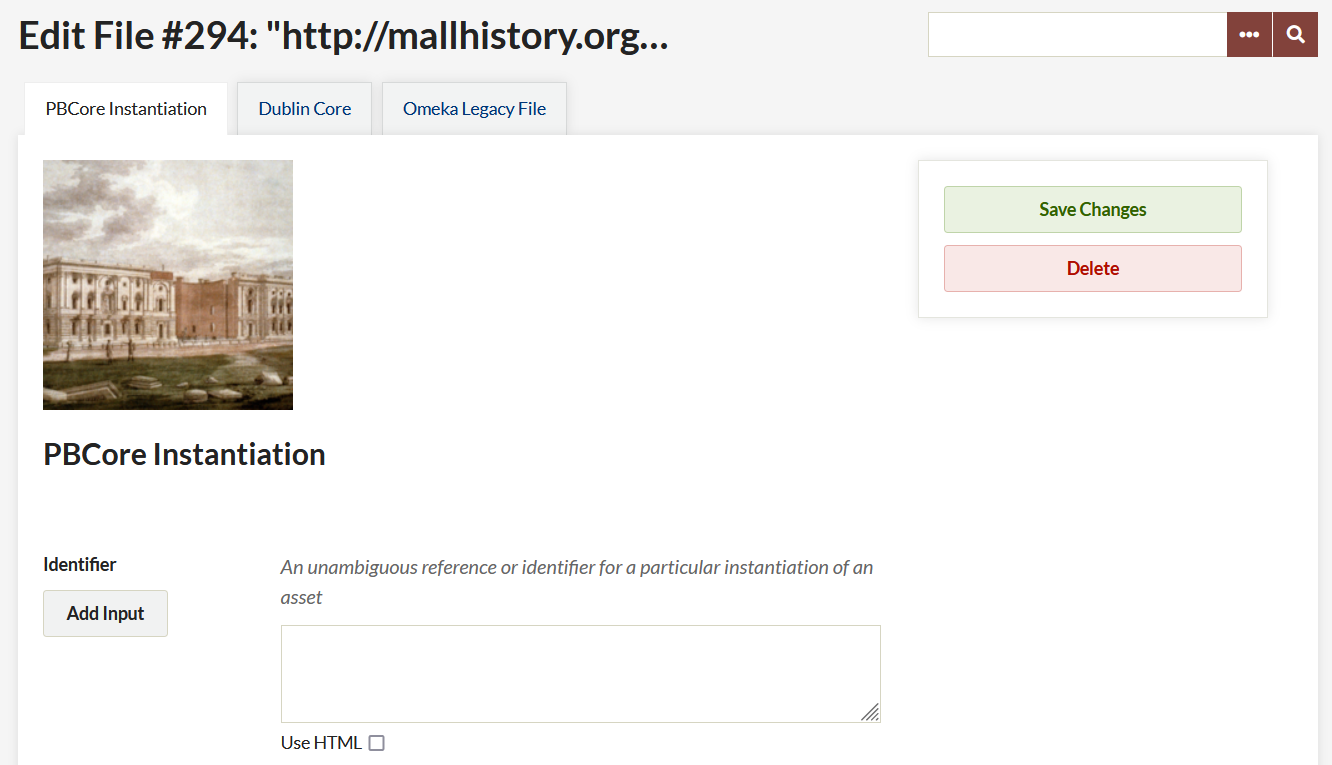 Edit File #294: "http://mallhistory.org...
PBCore Instantiation
Dublin Core
Omeka Legacy File
Save Changes
Delete
PBCore Instantiation
Identifier
Add Input
An unambiguous reference or identifier for a particular instantiation of an
asset
Use HTML